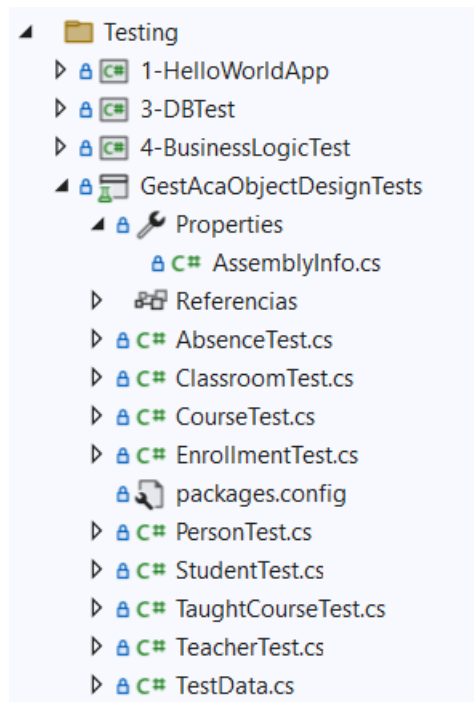 Testing
C# 1-HelloWorldApp
C# 3-DBTest
C# 4-BusinessLogicTest
GestAcaObjectDesignTests
Properties
C# AssemblyInfo.cs
Referencias
C# AbsenceTest.cs
C# ClassroomTest.cs
C# CourseTest.cs
C# EnrollmentTest.cs
packages.config
C# PersonTest.cs
C# StudentTest.cs
C# TaughtCourseTest.cs
C# TeacherTest.cs
C# TestData.cs